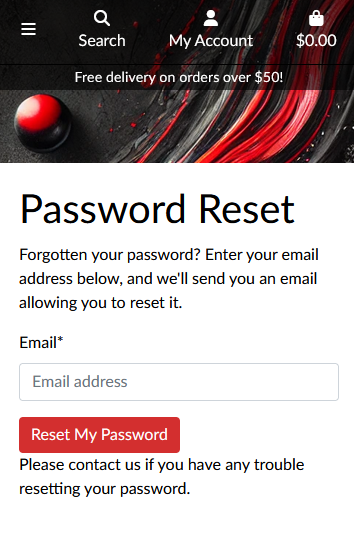 Search
My Account
$0.00
Free delivery on orders over $50!
Password Reset
Forgotten your password? Enter your email
address below, and we'll send you an email
allowing you to reset it.
Email*
Email address
Reset My Password
Please contact us if you have any trouble
resetting your password.